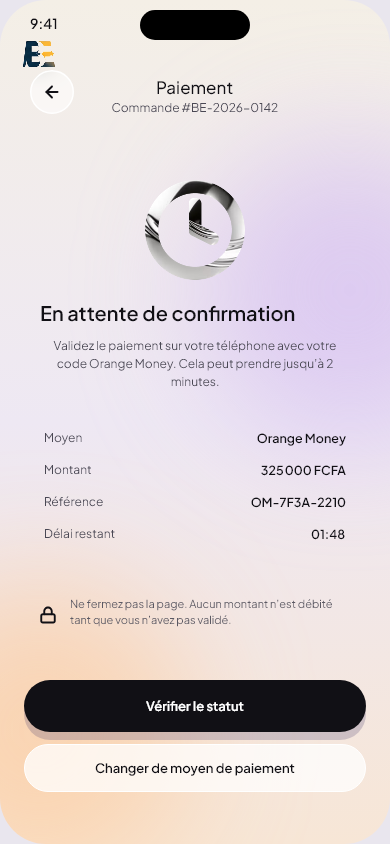 9:41
BE
Paiement
Commande #BE-2026-0142
En attente de confirmation
Validez le paiement sur votre téléphone avec votre
code Orange Money. Cela peut prendre jusqu'à 2
minutes.
Moyen Orange Money
Montant 325 000 FCFA
Référence OM-7F3A-2210
Délai restant 01:48
Ne fermez pas la page. Aucun montant n'est débité
tant que vous n'avez pas validé.
Vérifier le statut
Changer de moyen de paiement